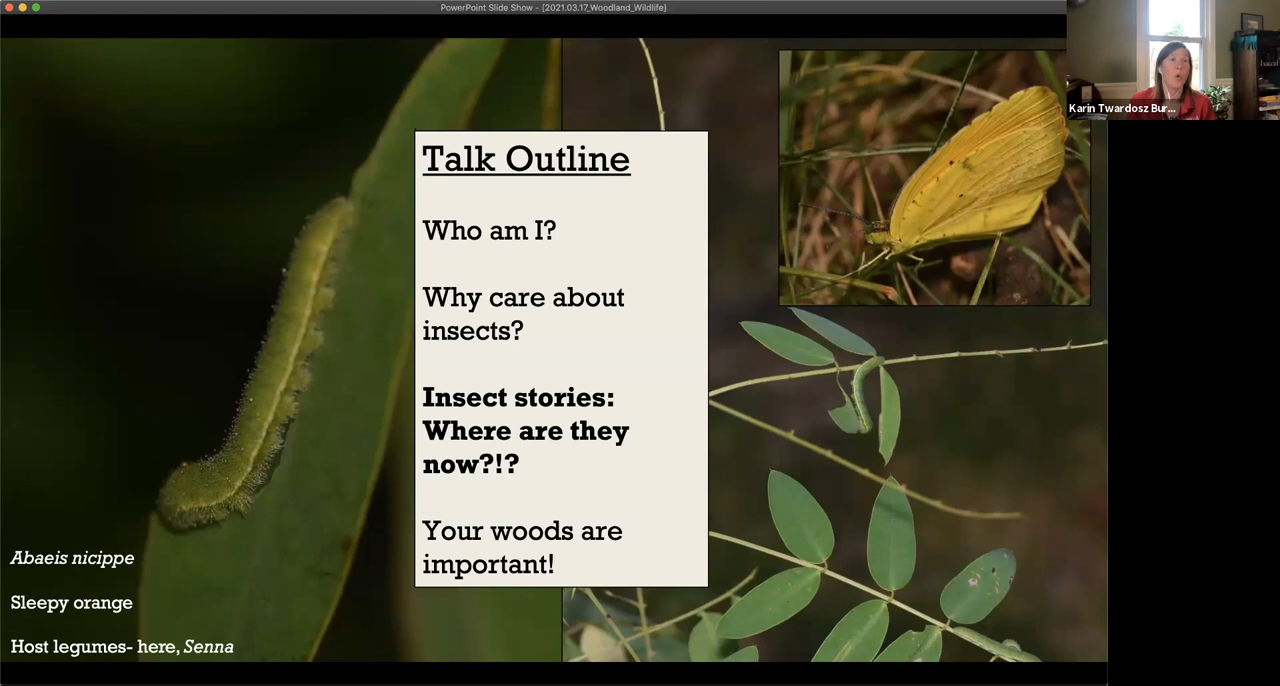 PowerPoint Slide Show - [2021.03.17_Woodland_Wildlife]
Karin Twardosz Bur...
Talk Outline
Who am I?
Why care about
insects?
Insect stories:
Where are they
now?!?
Your woods are
important!
Abaeis nicippe
Sleepy orange
Host legumes- here, Senna